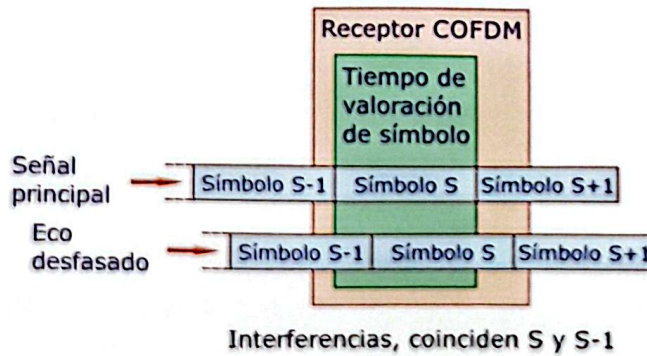 Receptor COFDM
Tiempo de
valoración
de símbolo
Señal
principal
Símbolo S-1 Símbolo S Símbolo S+1
Eco
desfasado
Símbolo S-1 Símbolo S Símbolo S+1
Interferencias, coinciden S y S-1